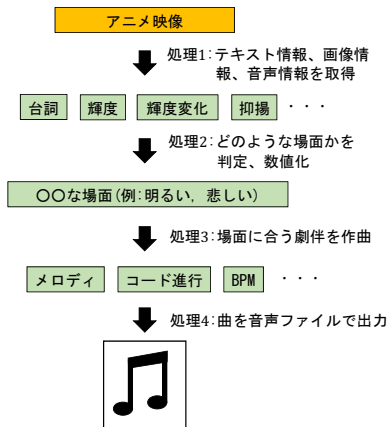 アニメ映像
処理1:テキスト情報、画像情
報、音声情報を取得
台詞 輝度 輝度変化 抑揚 ・・・
処理2:どのような場面かを
判定、数値化
〇〇な場面(例:明るい, 悲しい)
処理3:場面に合う劇伴を作曲
メロディ コード進行 BPM ・・・
処理4:曲を音声ファイルで出力